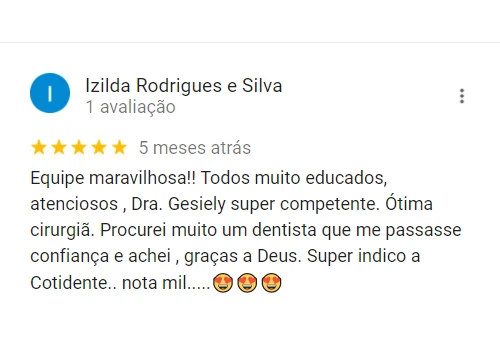 I
Izilda Rodrigues e Silva
1 avaliação
5 meses atrás
Equipe maravilhosa!! Todos muito educados,
atenciosos , Dra. Gesiely super competente. Ótima
cirurgiã. Procurei muito um dentista que me passasse
confiança e achei , graças a Deus. Super indico a
Cotidente.. nota mil.....😍😍😍